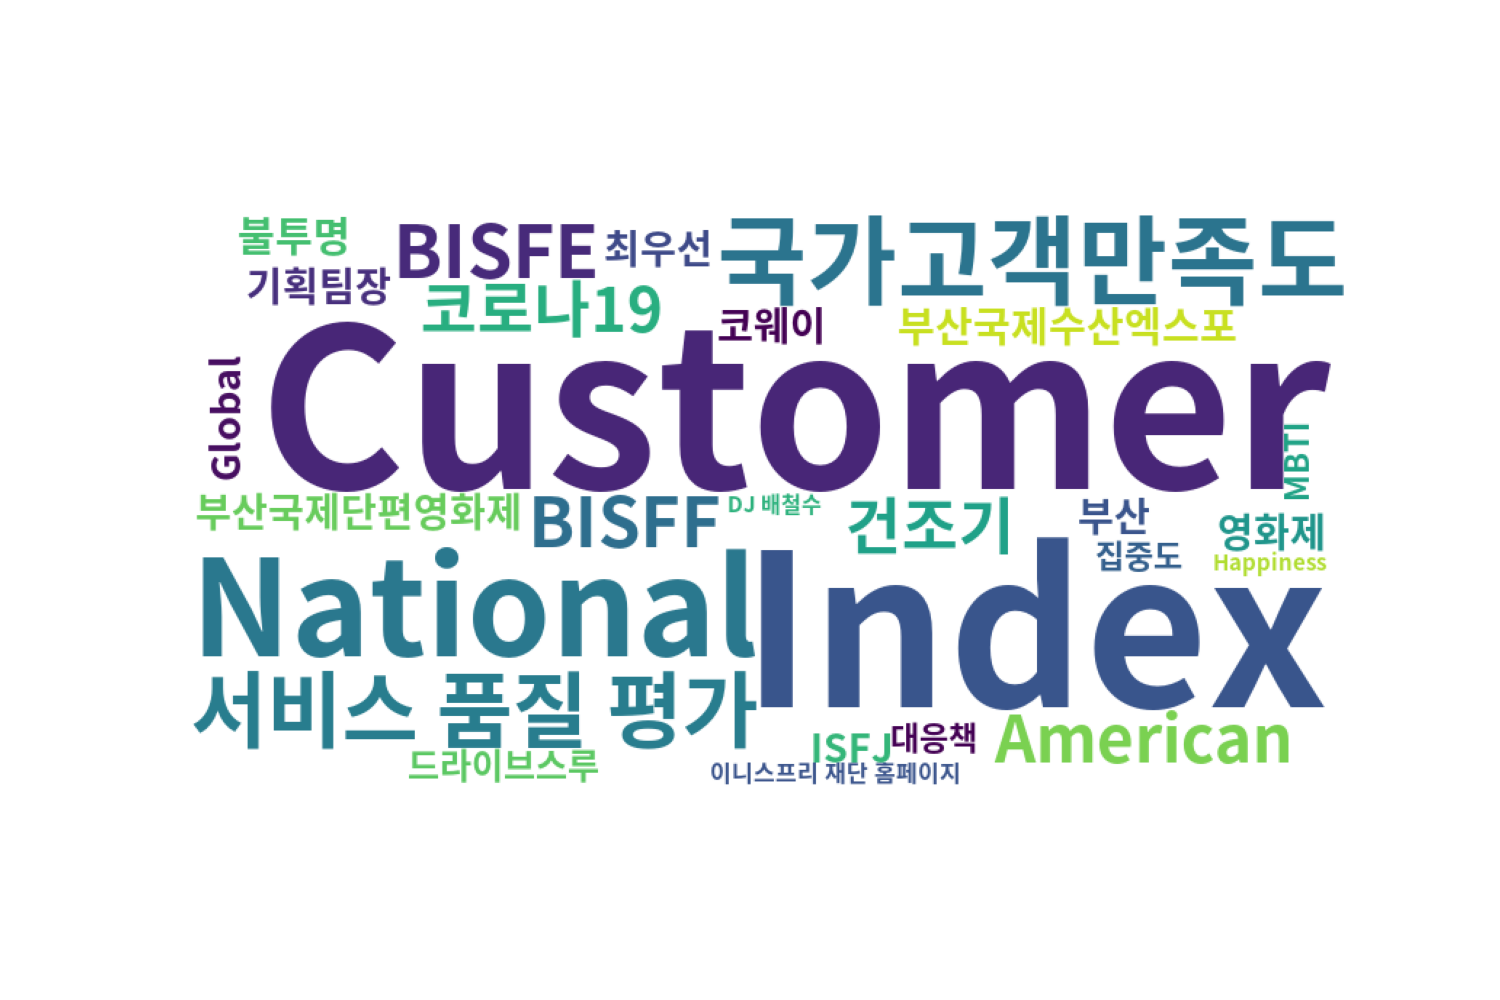 불투명
BISFE
최우선
국가고객만족도
기획팀장
코로나19
코웨이
부산국제수산엑스포
Global
Customer
MBTI
부산국제단편영화제
BISFF
DJ 배철수
건조기
부산
영화제
집중도
Happiness
National
Index
서비스 품질 평가
American
ISFJ
대응책
드라이브스루
이니스프리 재단 홈페이지